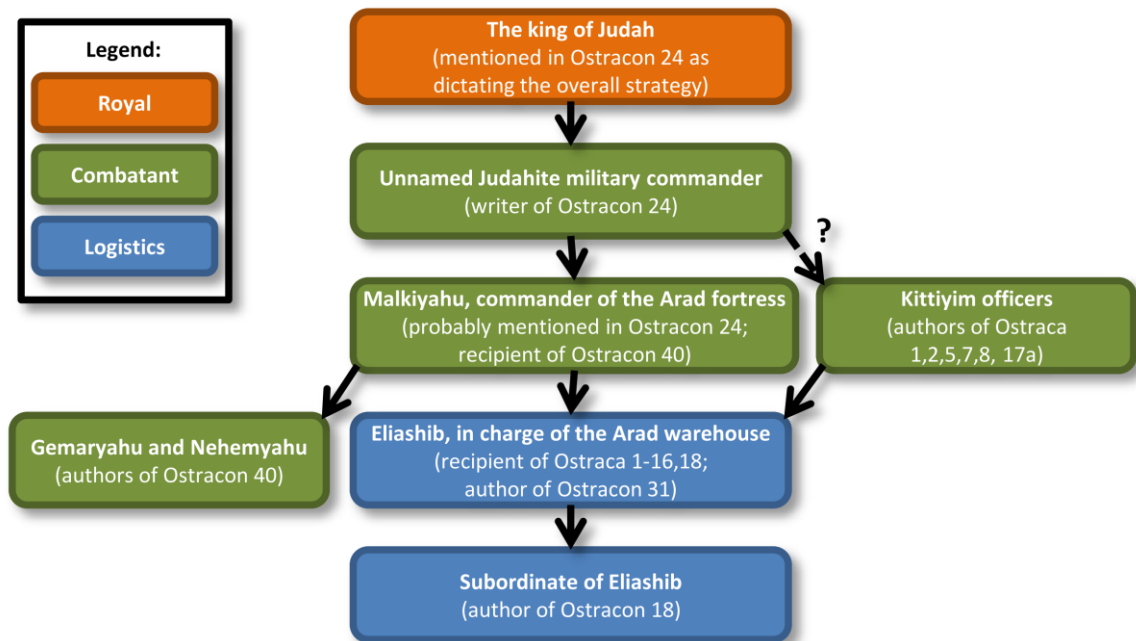 Legend:
Royal
Combatant
Logistics
The king of Judah
(mentioned in Ostracon 24 as
dictating the overall strategy)
Unnamed Judahite military commander
(writer of Ostracon 24)
?
Malkiyahu, commander of the Arad fortress
(probably mentioned in Ostracon 24;
recipient of Ostracon 40)
Kittiyim officers
(authors of Ostraca
1,2,5,7,8, 17a)
Gemaryahu and Nehemyahu
(authors of Ostracon 40)
Eliashib, in charge of the Arad warehouse
(recipient of Ostraca 1-16,18;
author of Ostracon 31)
Subordinate of Eliashib
(author of Ostracon 18)